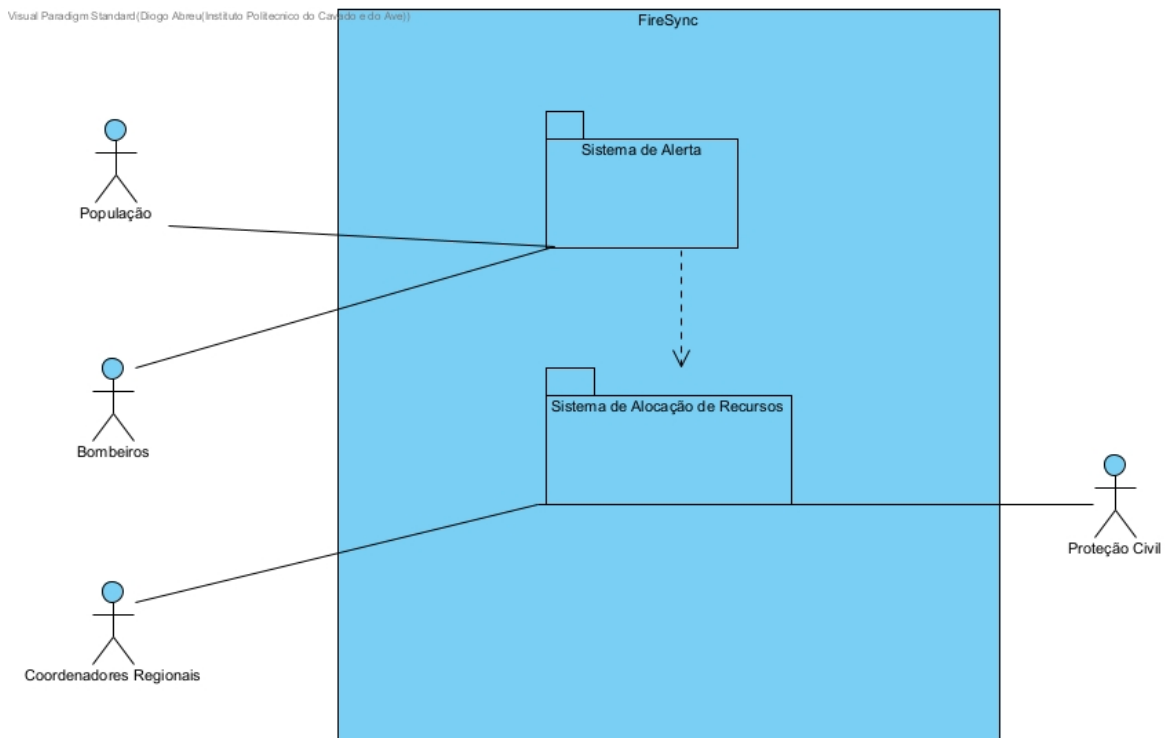 Visual Paradigm Standard(Diogo Abreu(Instituto Politecnico do Cavado e do Ave))
FireSync
Sistema de Alerta
População
Sistema de Alocação de Recursos
Bombeiros
Proteção Civil
Coordenadores Regionais